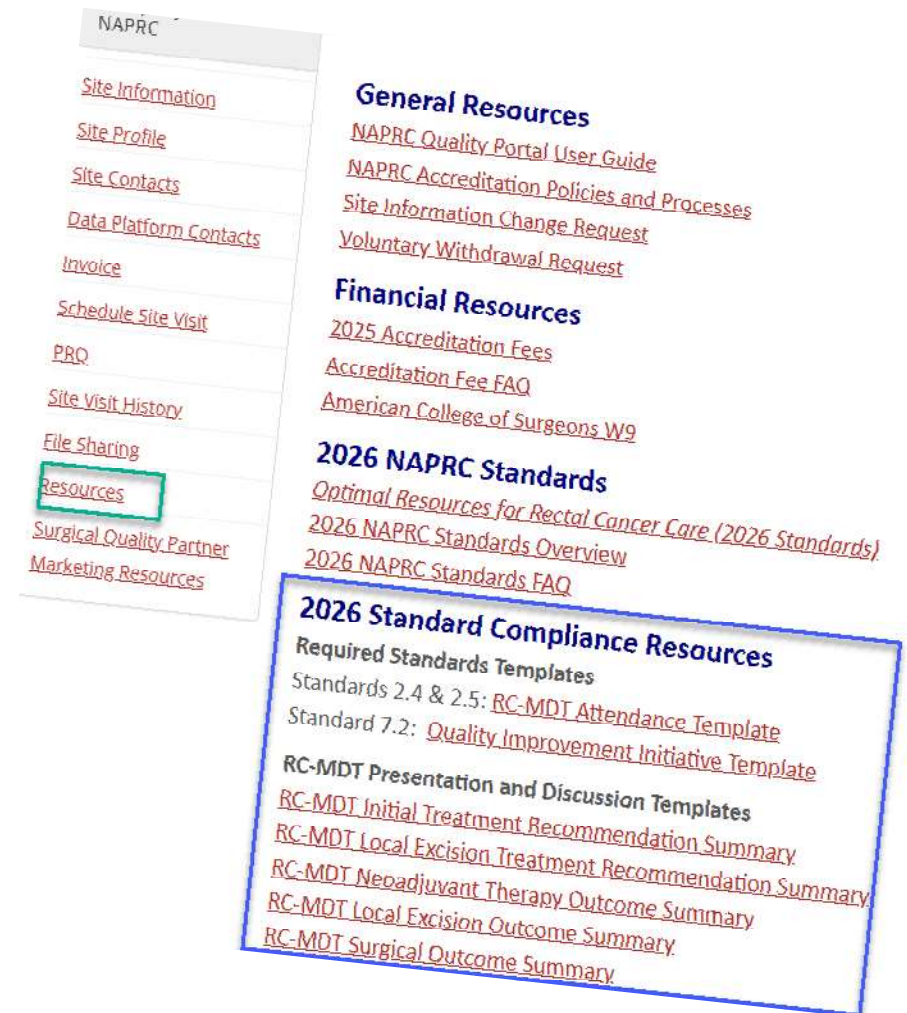 NAPRC
Site Information
Site Profile
Site Contacts
Data Platform Contacts
Invoice
Schedule Site Visit
PRQ
Site Visit History
File Sharing
Resources
Surgical Quality Partner
Marketing Resources
General Resources
NAPRC Quality Portal User Guide
NAPRC Accreditation Policies and Processes
Site Information Change Request
Voluntary Withdrawal Request
Financial Resources
2025 Accreditation Fees
Accreditation Fee FAQ
American College of Surgeons W9
2026 NAPRC Standards
Optimal Resources for Rectal Cancer Care (2026 Standards)
2026 NAPRC Standards Overview
2026 NAPRC Standards FAQ
2026 Standard Compliance Resources
Required Standards Templates
Standards 2.4 & 2.5: RC-MDT Attendance Template
Standard 7.2: Quality Improvement Initiative Template
RC-MDT Presentation and Discussion Templates
RC-MDT Initial Treatment Recommendation Summary
RC-MDT Local Excision Treatment Recommendation Summary
RC-MDT Neoadjuvant Therapy Outcome Summary
RC-MDT Local Excision Outcome Summary
RC-MDT Surgical Outcome Summary